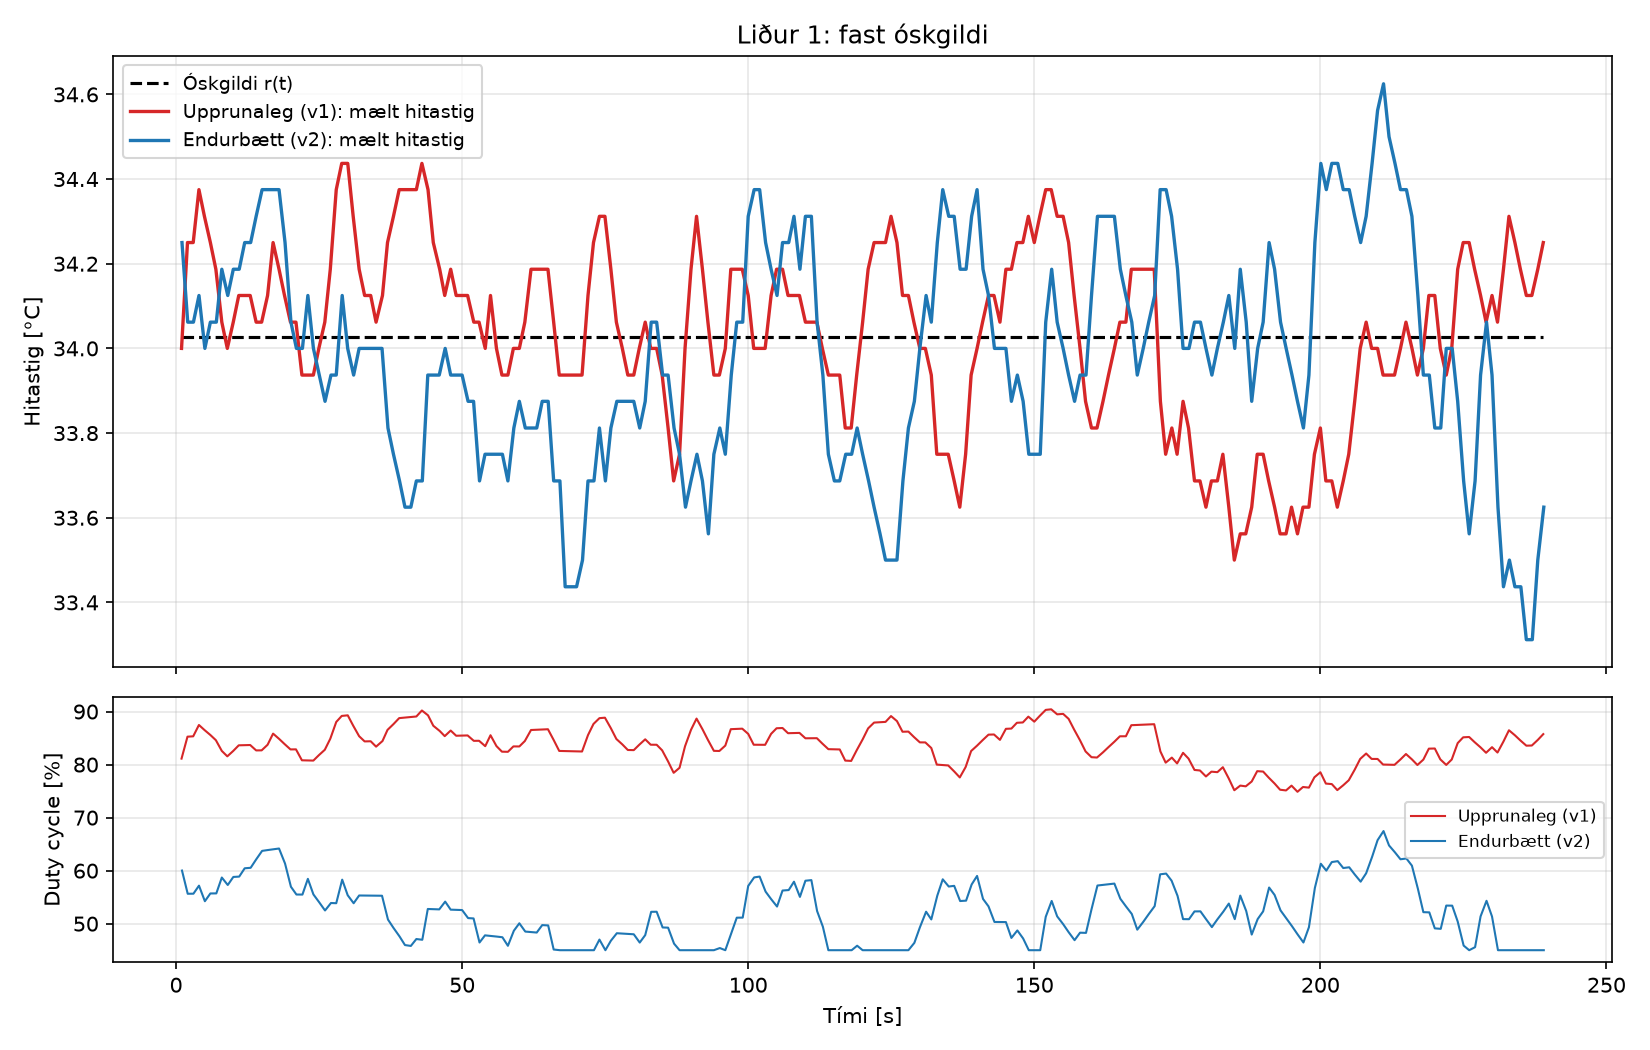 Liður 1: fast óskgildi
Óskgildi r(t)
Upprunaleg (v1): mælt hitastig
Endurbætt (v2): mælt hitastig
Hitastig [°C]
34.6
34.4
34.2
34.0
33.8
33.6
33.4
Duty cycle [%]
90
80
70
60
50
Upprunaleg (v1)
Endurbætt (v2)
0 50 100 150 200 250
Tími [s]